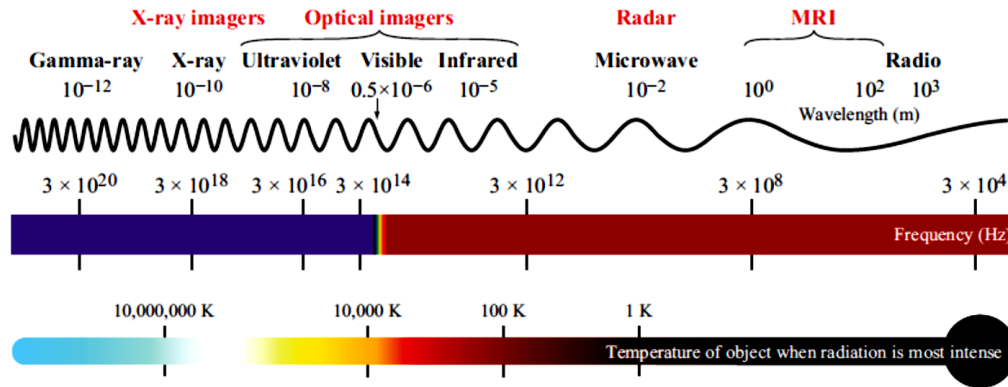 X-ray imagers Optical imagers Radar MRI
Gamma-ray X-ray Ultraviolet Visible Infrared Microwave Radio
10⁻¹² 10⁻¹⁰ 10⁻⁸ 0.5×10⁻⁶ 10⁻⁵ 10⁻² 10⁰ 10² 10³
Wavelength (m)
3 × 10²⁰ 3 × 10¹⁸ 3 × 10¹⁶ 3 × 10¹⁴ 3 × 10¹² 3 × 10⁸ 3 × 10⁴
Frequency (Hz)
10,000,000 K 10,000 K 100 K 1 K
Temperature of object when radiation is most intense